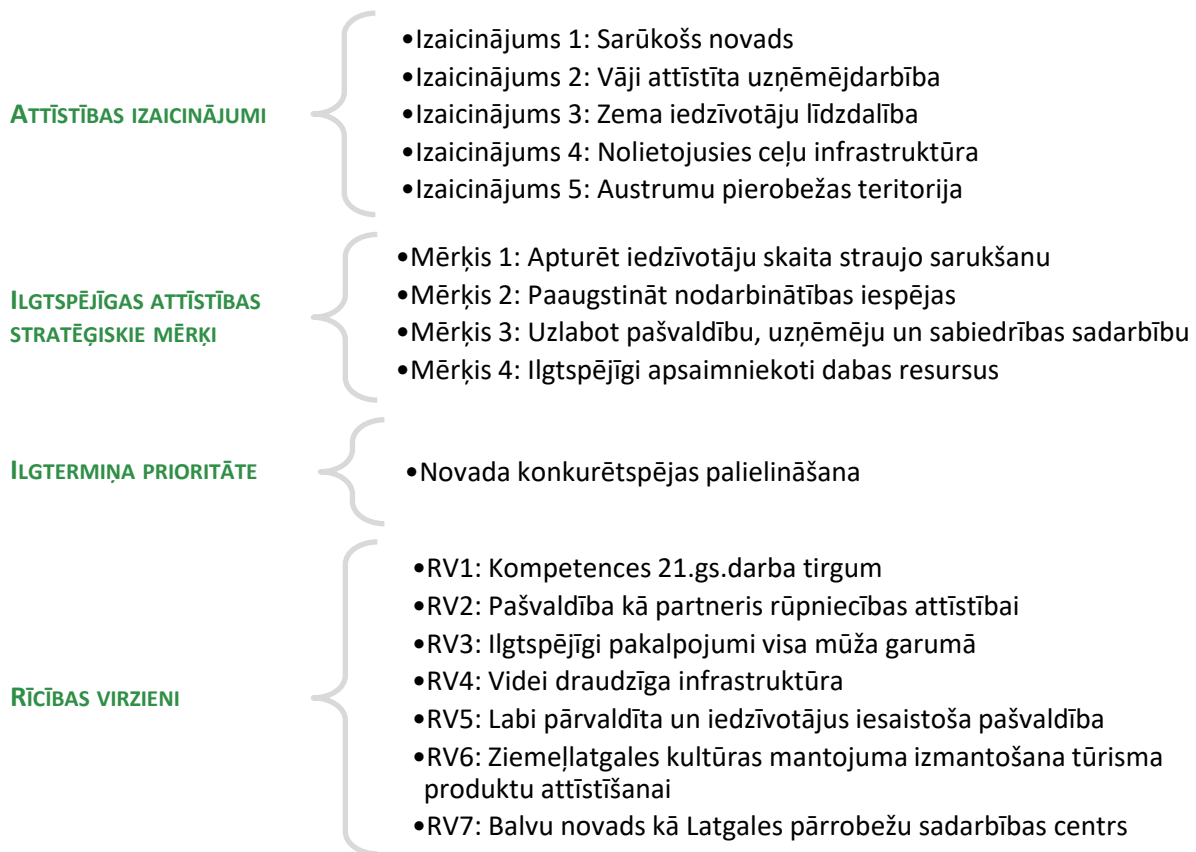 ATTĪSTĪBAS IZAICINĀJUMI
•Izaicinājums 1: Sarūkošs novads
•Izaicinājums 2: Vāji attīstīta uzņēmējdarbība
•Izaicinājums 3: Zema iedzīvotāju līdzdalība
•Izaicinājums 4: Nolietojusies ceļu infrastruktūra
•Izaicinājums 5: Austrumu pierobežas teritorija
ILGTSPĒJĪGAS ATTĪSTĪBAS
STRATĒĢISKIE MĒRĶI
•Mērķis 1: Apturēt iedzīvotāju skaita straujo sarukšanu
•Mērķis 2: Paaugstināt nodarbinātības iespējas
•Mērķis 3: Uzlabot pašvaldību, uzņēmēju un sabiedrības sadarbību
•Mērķis 4: Ilgtspējīgi apsaimniekoti dabas resursus
ILGTERMIŅA PRIORITĀTE
•Novada konkurētspējas palielināšana
RĪCĪBAS VIRZIENI
•RV1: Kompetences 21.gs.darba tirgum
•RV2: Pašvaldība kā partneris rūpniecības attīstībai
•RV3: Ilgtspējīgi pakalpojumi visa mūža garumā
•RV4: Videi draudzīga infrastruktūra
•RV5: Labi pārvaldīta un iedzīvotājus iesaistoša pašvaldība
•RV6: Ziemeļlatgales kultūras mantojuma izmantošana tūrisma
produktu attīstīšanai
•RV7: Balvu novads kā Latgales pārrobežu sadarbības centrs